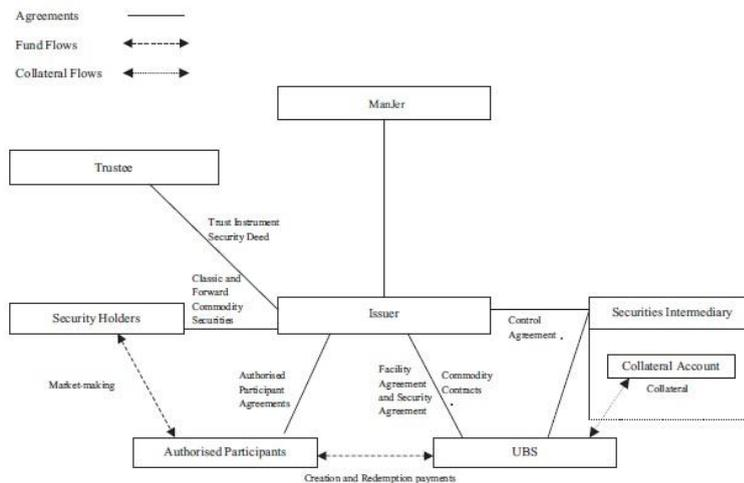 Agreements
Fund Flows
Collateral Flows
ManJer
Trustee
Trust Instrument
Security Deed
Classic and
Forward
Commodity
Securities
Security Holders
Issuer
Securities Intermediary
Control
Agreement
Collateral Account
Collateral
Market-making
Authorised
Participant
Agreements
Facility
Agreement
and Security
Agreement
Commodity
Contracts
Authorised Participants
UBS
Creation and Redemption payments